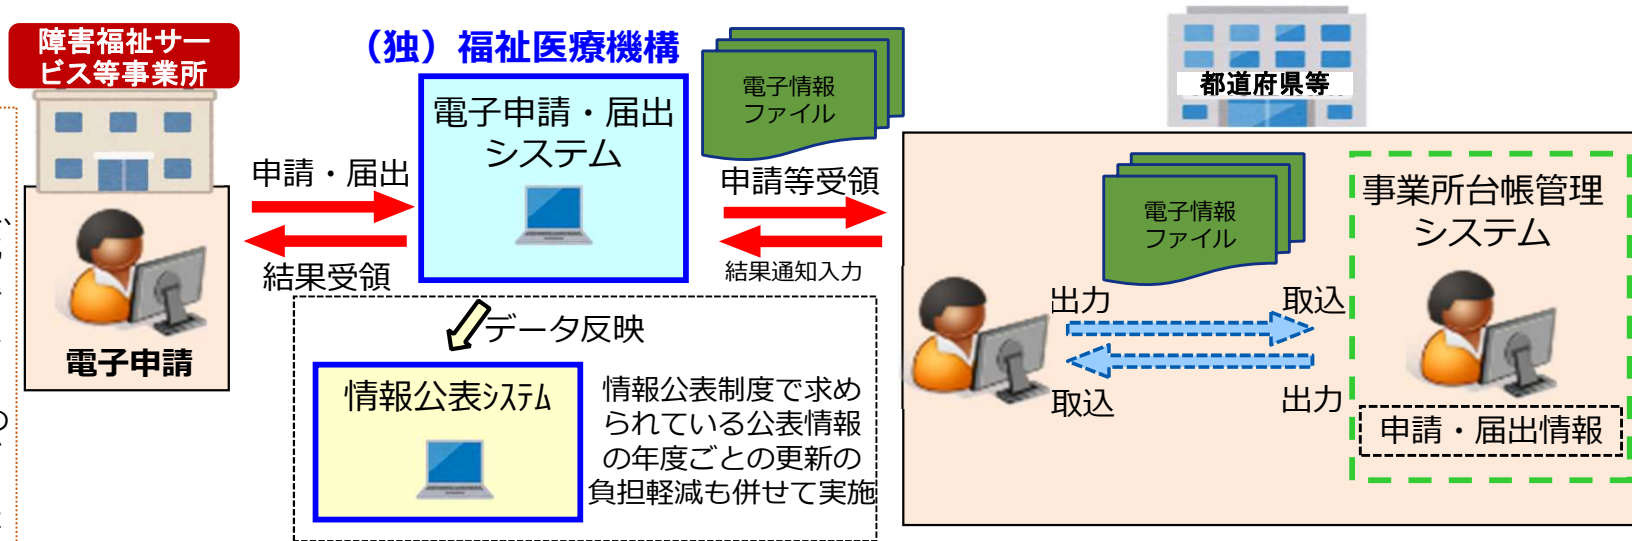 障害福祉サー
ビス等事業所
電子申請
申請・届出
結果受領
（独）福祉医療機構
電子申請・届出
システム
電子情報
ファイル
申請等受領
結果通知入力
データ反映
情報公表ｼｽﾃﾑ
情報公表制度で求め
られている公表情報
の年度ごとの更新の
負担軽減も併せて実施
都道府県等
電子情報
ファイル
出力
取込
取込
出力
事業所台帳管理
システム
申請・届出情報